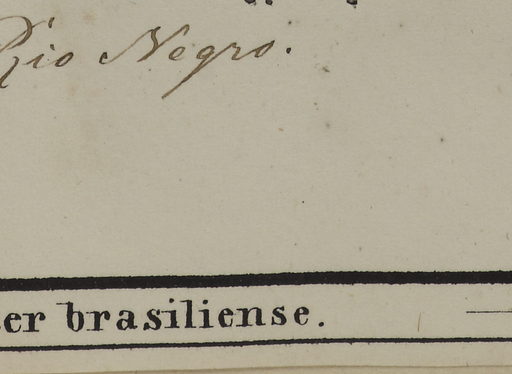 Rio Negro.
er brasiliense.